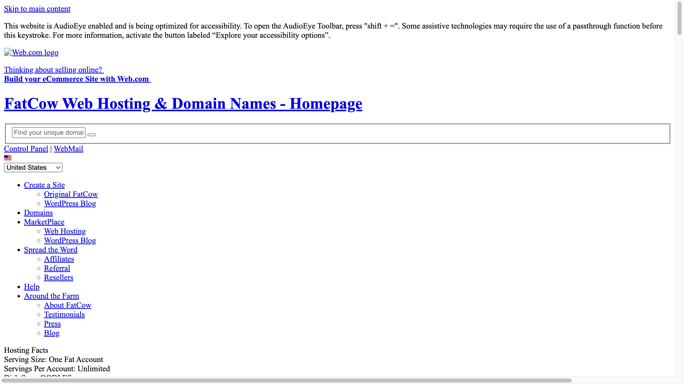 Skip to main content
This website is AudioEye enabled and is being optimized for accessibility. To open the AudioEye Toolbar, press "shift + =". Some assistive technologies may require the use of a passthrough function before
this keystroke. For more information, activate the button labeled “Explore your accessibility options”.
Web.com logo
Thinking about selling online?
Build your eCommerce Site with Web.com
FatCow Web Hosting & Domain Names - Homepage
Find your unique domai
Control Panel | WebMail
United States
Create a Site
Original FatCow
WordPress Blog
Domains
MarketPlace
Web Hosting
WordPress Blog
Spread the Word
Affiliates
Referral
Resellers
Help
Around the Farm
About FatCow
Testimonials
Press
Blog
Hosting Facts
Serving Size: One Fat Account
Servings Per Account: Unlimited